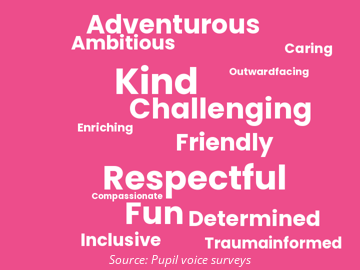 Adventurous
Ambitious
Caring
Outwardfacing
Kind
Challenging
Enriching
Friendly
Respectful
Compassionate
Fun
Determined
Inclusive
Traumainformed
Source: Pupil voice surveys